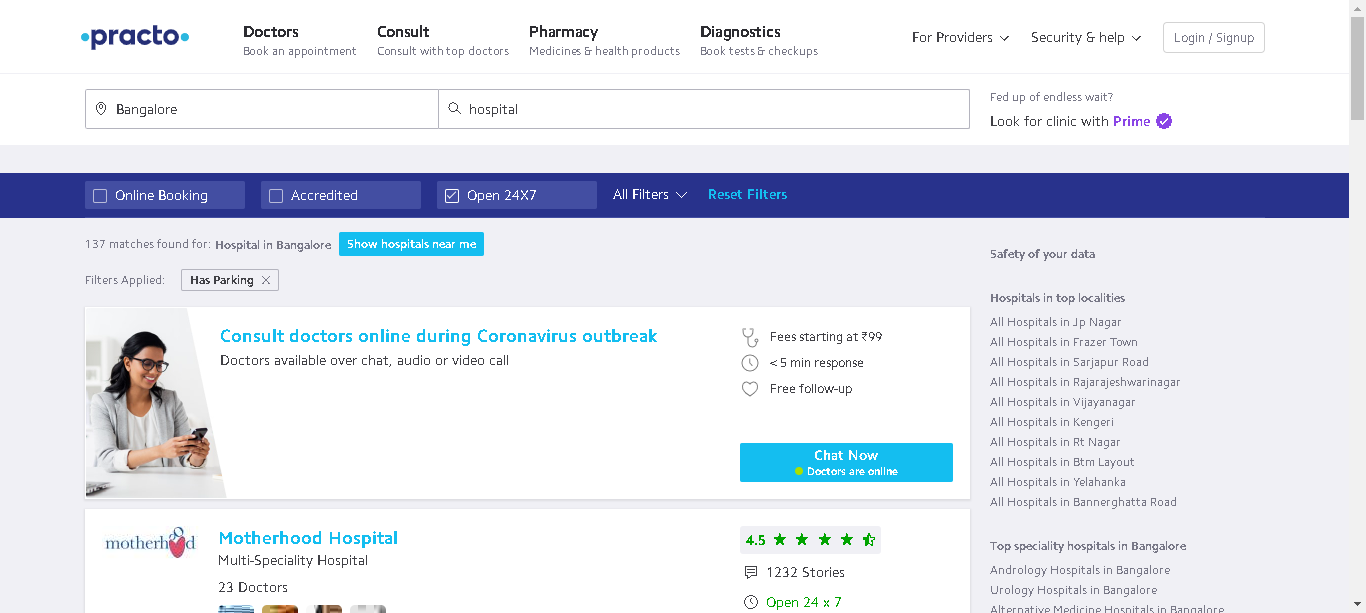 practo
Doctors
Book an appointment
Consult
Consult with top doctors
Pharmacy
Medicines & health products
Diagnostics
Book tests & checkups
For Providers
Security & help
Login / Signup
Bangalore
hospital
Fed up of endless wait?
Look for clinic with Prime
Online Booking
Accredited
Open 24X7
All Filters
Reset Filters
137 matches found for: Hospital in Bangalore
Show hospitals near me
Filters Applied:
Has Parking
Consult doctors online during Coronavirus outbreak
Doctors available over chat, audio or video call
Fees starting at ₹99
< 5 min response
Free follow-up
Chat Now
Doctors are online
motherhood
Motherhood Hospital
Multi-Speciality Hospital
23 Doctors
4.5
1232 Stories
Open 24 x 7
Safety of your data
Hospitals in top localities
All Hospitals in Jp Nagar
All Hospitals in Frazer Town
All Hospitals in Sarjapur Road
All Hospitals in Rajarajeshwarinagar
All Hospitals in Vijayanagar
All Hospitals in Kengeri
All Hospitals in Rt Nagar
All Hospitals in Btm Layout
All Hospitals in Yelahanka
All Hospitals in Bannerghatta Road
Top speciality hospitals in Bangalore
Andrology Hospitals in Bangalore
Urology Hospitals in Bangalore
Alternative Medicine Hospitals in Bangalore